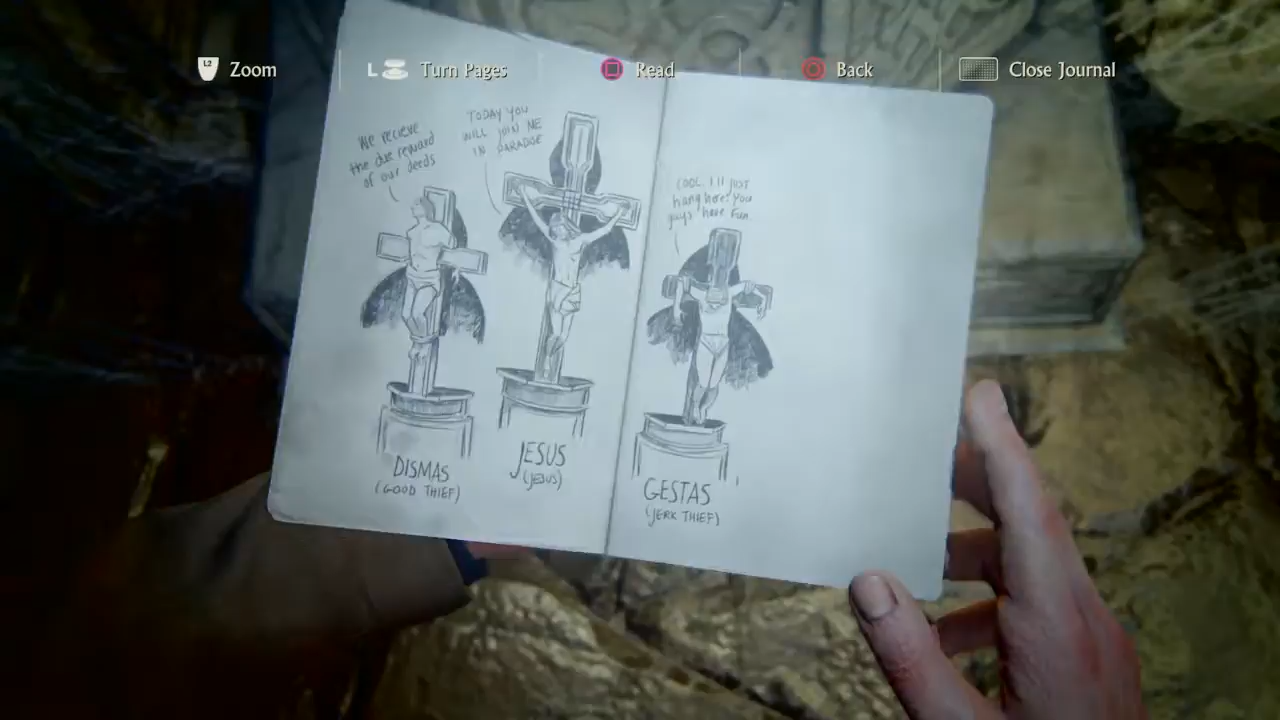 L2 Zoom
L Turn Pages
Read
Back
Close Journal
We recieve
the due reward
of our deeds
TODAY YOU
WILL JOIN ME
IN PARADISE
COOL. I'll JUST
hang here. You
guys have fun
DISMAS
(GOOD THIEF)
JESUS
(JESUS)
GESTAS
(JERK THIEF)